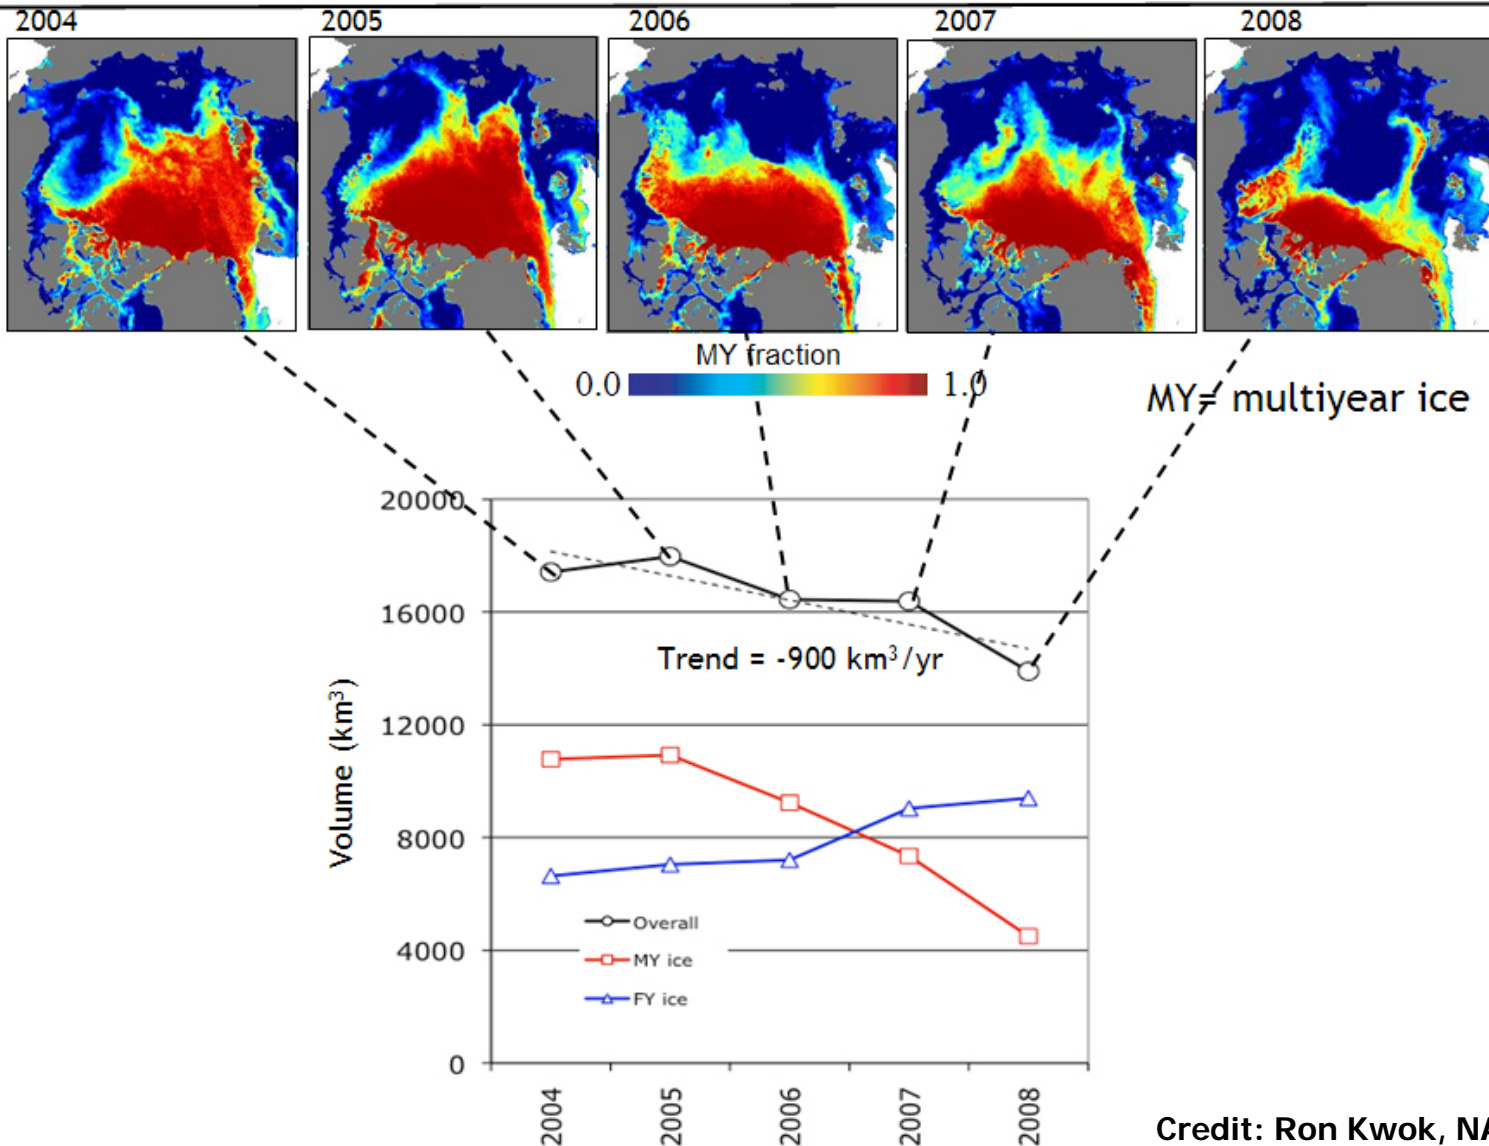 2004 2005 2006 2007 2008
MY fraction
0.0 1.0
MY= multiyear ice
20000
16000
Trend = -900 km³/yr
12000
8000
4000
0
Volume (km³)
Overall
MY ice
FY ice
2004 2005 2006 2007 2008
Credit: Ron Kwok, NA